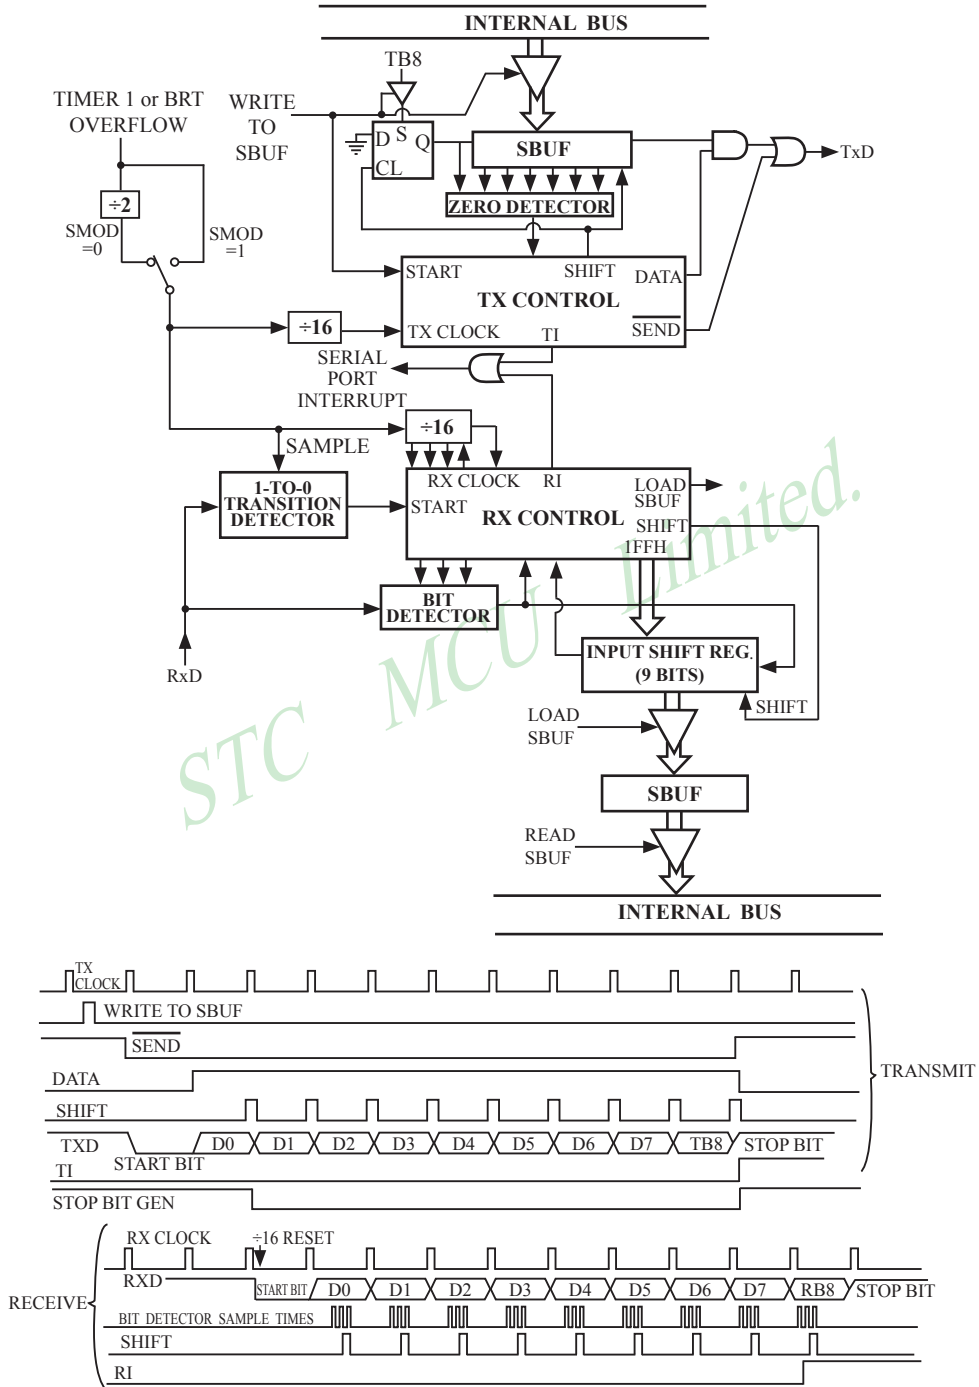 INTERNAL BUS
TB8
TIMER 1 or BRT
OVERFLOW
WRITE
TO
SBUF
D S Q
CL
SBUF
TxD
ZERO DETECTOR
÷2
SMOD
=0
SMOD
=1
START
SHIFT
DATA
TX CONTROL
÷16
TX CLOCK
TI
SEND
SERIAL
PORT
INTERRUPT
÷16
SAMPLE
1-TO-0
TRANSITION
DETECTOR
RX CLOCK
RI
LOAD
SBUF
START
RX CONTROL
SHIFT
1FFH
BIT
DETECTOR
RxD
INPUT SHIFT REG.
(9 BITS)
SHIFT
LOAD
SBUF
SBUF
READ
SBUF
INTERNAL BUS
STC MCU Limited.
TX
CLOCK
WRITE TO SBUF
SEND
DATA
TRANSMIT
SHIFT
TXD
START BIT
D0 D1 D2 D3 D4 D5 D6 D7 TB8 STOP BIT
TI
STOP BIT GEN
RX CLOCK
÷16 RESET
RXD
START BIT D0 D1 D2 D3 D4 D5 D6 D7 RB8 STOP BIT
RECEIVE
BIT DETECTOR SAMPLE TIMES
SHIFT
RI